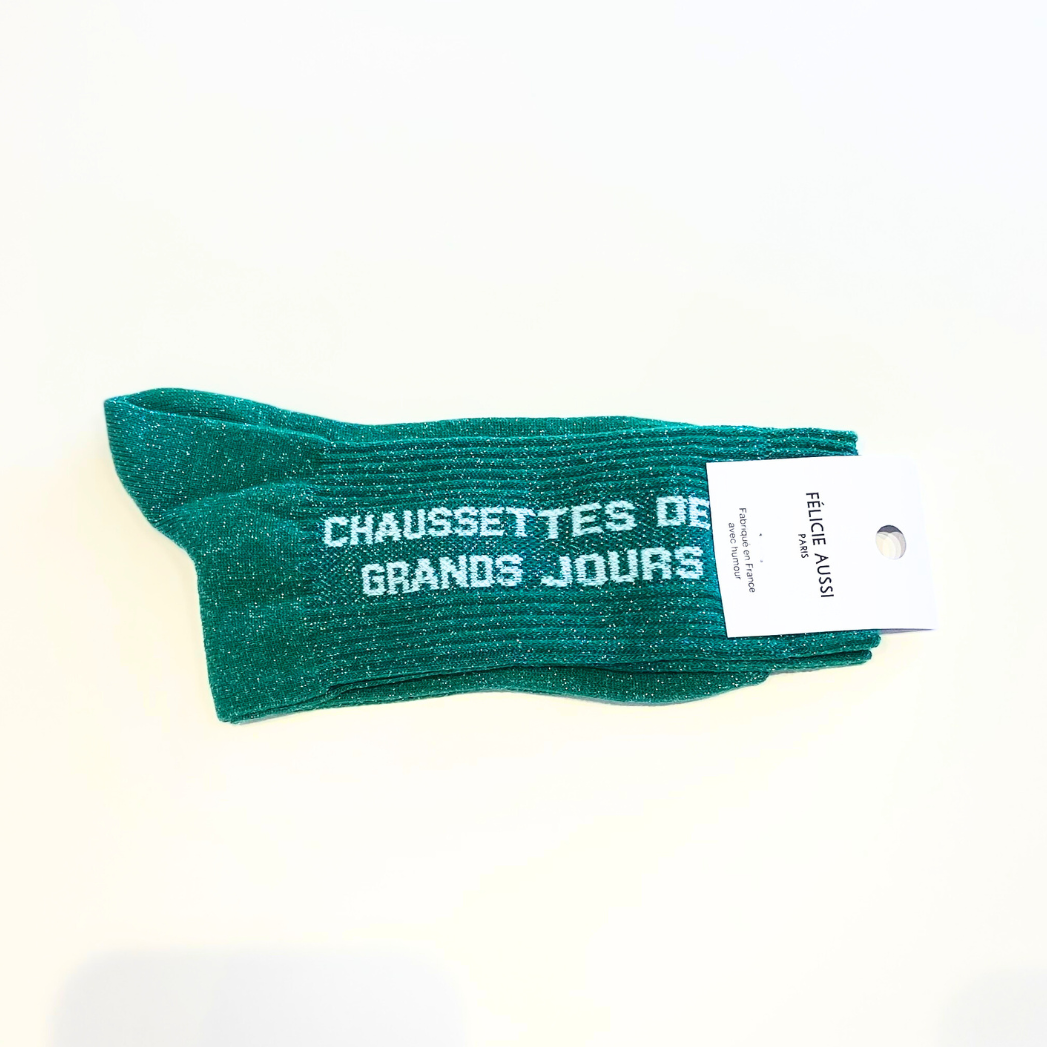 CHAUSSETTES DE
GRANDS JOURS
FÉLICIE AUSSI
PARIS
Fabriqué en France
avec humour